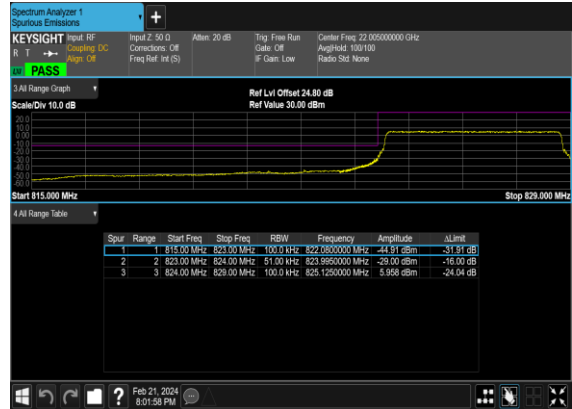 Spectrum Analyzer 1
Spurious Emissions
KEYSIGHT Input: RF Input Z: 50 Ω Atten: 20 dB Trig: Free Run Center Freq: 22.005000000 GHz
R T Coupling: DC Corrections: Off Gate: Off Avg|Hold: 100/100
Align: Off Freq Ref: Int (S) IF Gain: Low Radio Std: None
PASS
3 All Range Graph
Ref Lvl Offset 24.80 dB
Scale/Div 10.0 dB Ref Value 30.00 dBm
20.0
10.0
0.00
-10.0
-20.0
-30.0
-40.0
-50.0
-60.0
Start 815.000 MHz Stop 829.000 MHz
4 All Range Table
Spur Range Start Freq Stop Freq RBW Frequency Amplitude ΔLimit
1 1 815.00 MHz 823.00 MHz 100.0 kHz 822.0800000 MHz -44.91 dBm -31.91 dB
2 2 823.00 MHz 824.00 MHz 51.00 kHz 823.9950000 MHz -29.00 dBm -16.00 dB
3 3 824.00 MHz 829.00 MHz 100.0 kHz 825.1250000 MHz 5.958 dBm -24.04 dB
? Feb 21, 2024
8:01:58 PM